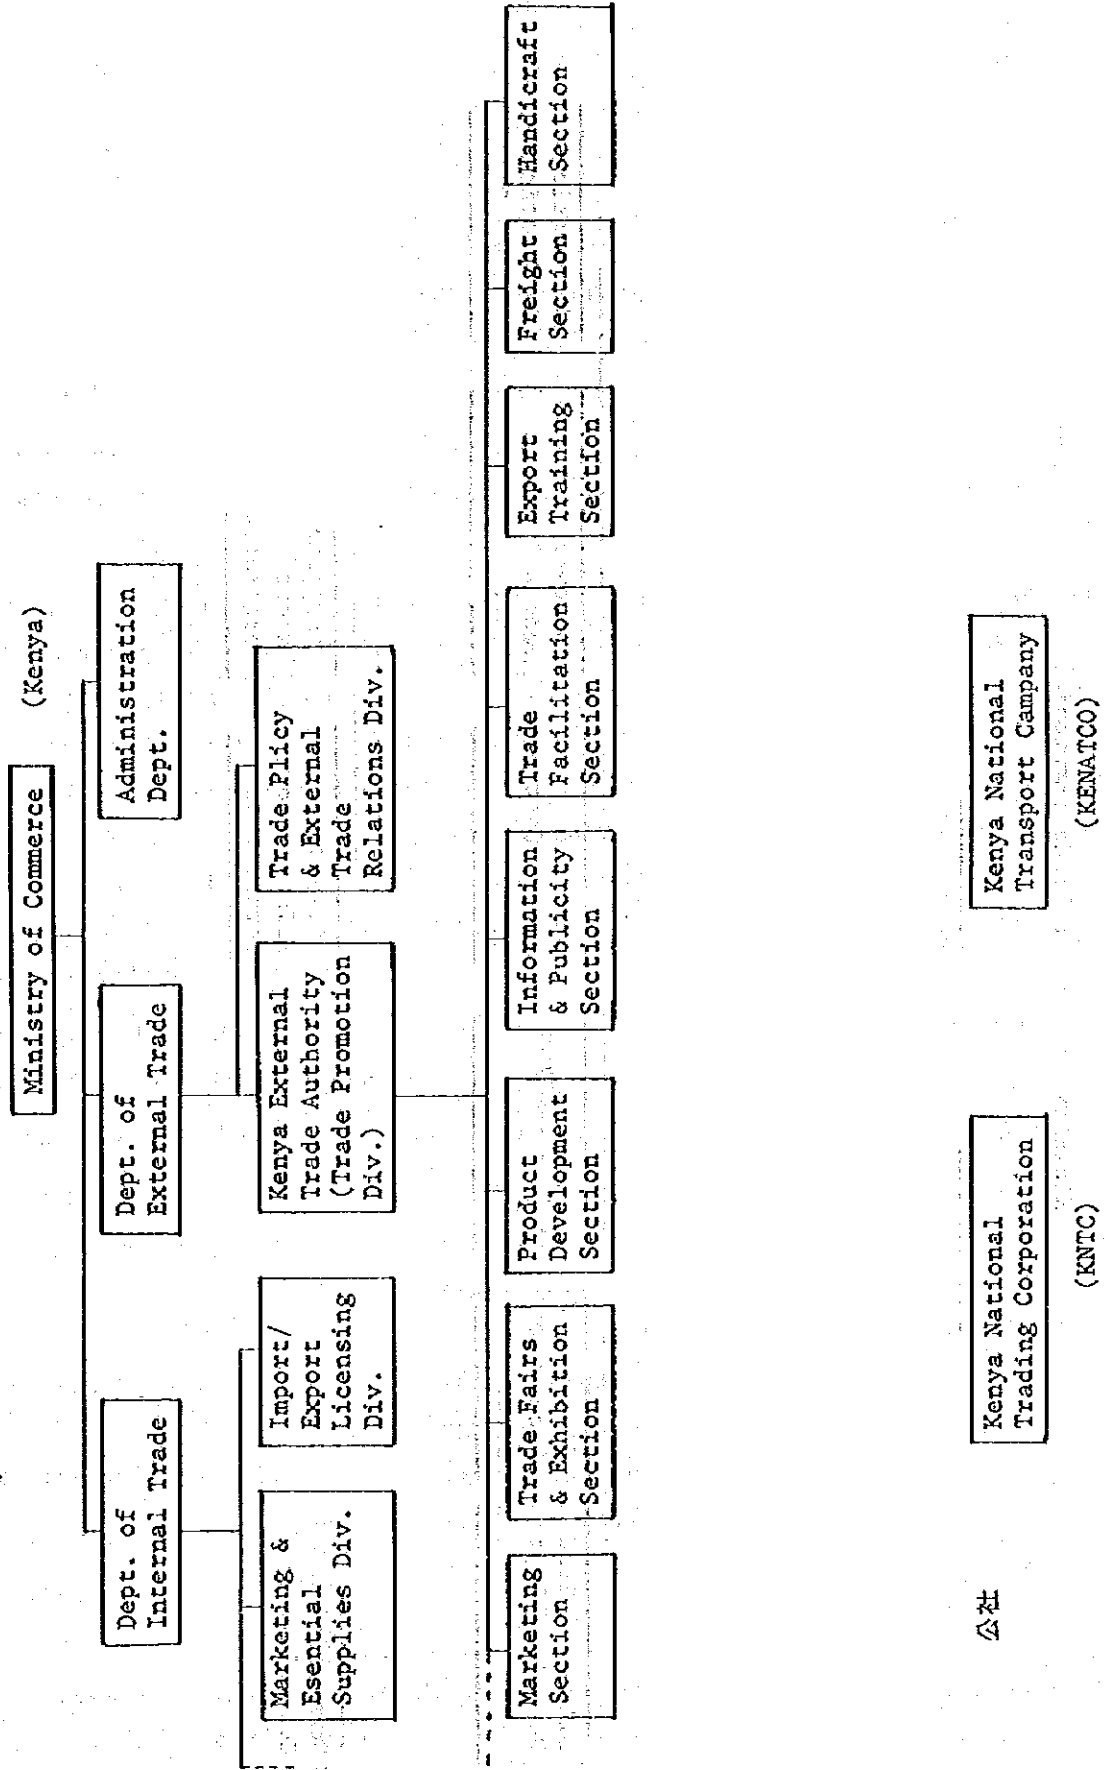 Ministry of Commerce (Kenya)
Dept. of
Internal Trade
Dept. of
External Trade
Administration
Dept.
Marketing &
Esential
Supplies Div.
Import/
Export
Licensing
Div.
Kenya External
Trade Authority
(Trade Promotion
Div.)
Trade Plicy
& External
Trade
Relations Div.
Marketing
Section
Trade Fairs
& Exhibition
Section
Product
Development
Section
Information
& Publicity
Section
Trade
Facilitation
Section
Export
Training
Section
Freight
Section
Handicraft
Section
公社
Kenya National
Trading Corporation
(KNTC)
Kenya National
Transport Campany
(KENATCO)